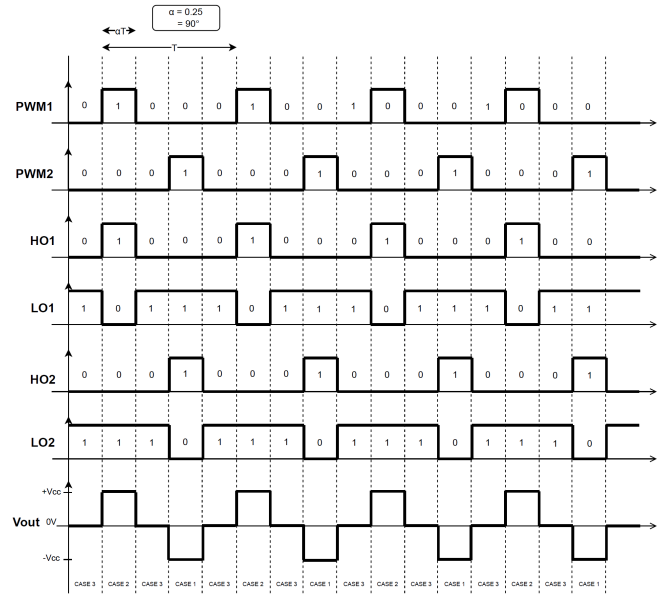 α = 0.25
= 90°
αT
T
PWM1 0 1 0 0 0 1 0 0 1 0 0 0 1 0 0 0
PWM2 0 0 0 1 0 0 0 1 0 0 0 1 0 0 0 1
HO1 0 1 0 0 0 1 0 0 0 1 0 0 0 1 0 0
LO1 1 0 1 1 1 0 1 1 1 0 1 1 1 0 1 1
HO2 0 0 0 1 0 0 0 1 0 0 0 1 0 0 0 1
LO2 1 1 1 0 1 1 1 0 1 1 1 0 1 1 1 0
+Vcc
Vout 0V
-Vcc
CASE 3 CASE 2 CASE 3 CASE 1 CASE 3 CASE 2 CASE 3 CASE 1 CASE 3 CASE 2 CASE 3 CASE 1 CASE 3 CASE 2 CASE 3 CASE 1